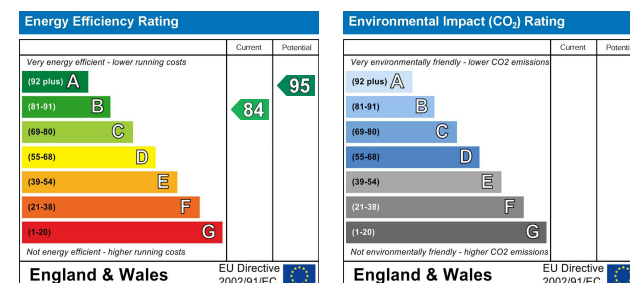 Energy Efficiency Rating
Current Potential
Very energy efficient - lower running costs
(92 plus) A
95
(81-91) B
84
(69-80) C
(55-68) D
(39-54) E
(21-38) F
(1-20) G
Not energy efficient - higher running costs
England & Wales
EU Directive
2002/91/EC
Environmental Impact (CO₂) Rating
Current Potenti
Very environmentally friendly - lower CO2 emissions
(92 plus) A
(81-91) B
(69-80) C
(55-68) D
(39-54) E
(21-38) F
(1-20) G
Not environmentally friendly - higher CO2 emissions
England & Wales
EU Directive
2002/91/EC